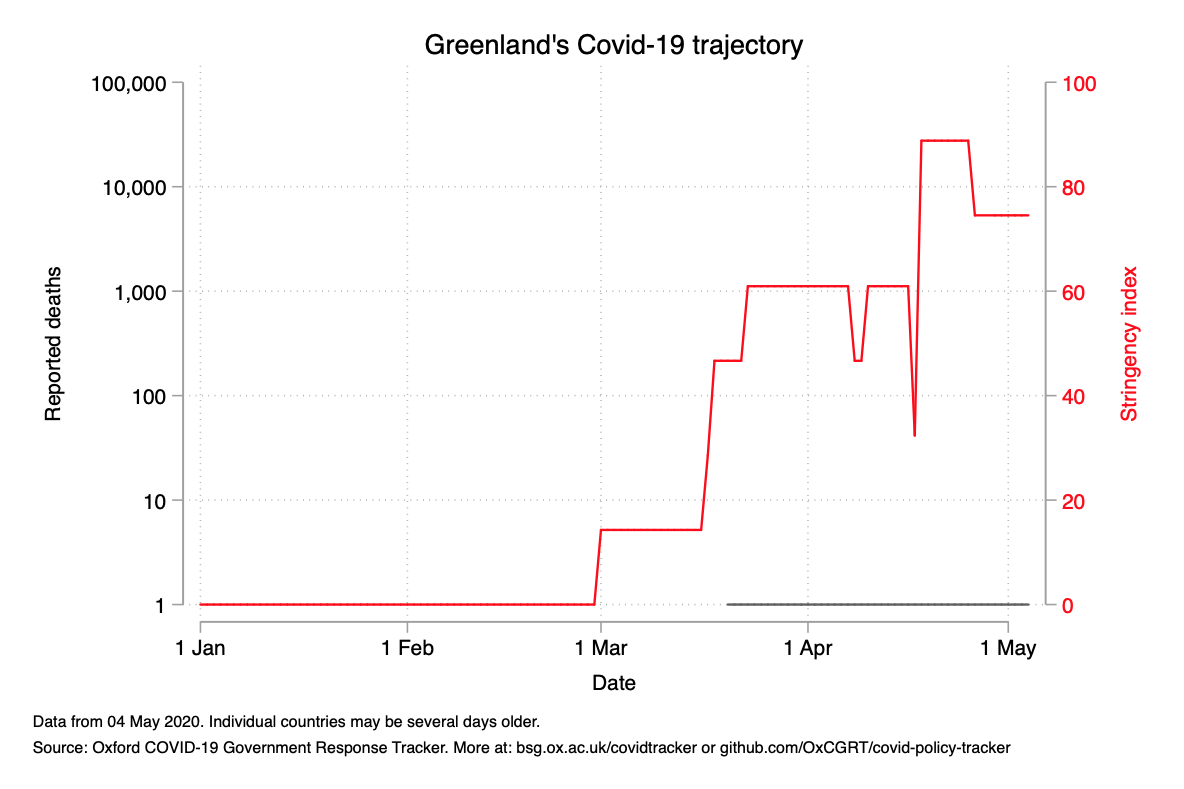 Greenland's Covid-19 trajectory
100,000
10,000
1,000
100
10
1
Reported deaths
100
80
60
40
20
0
Stringency index
1 Jan
1 Feb
1 Mar
1 Apr
1 May
Date
Data from 04 May 2020. Individual countries may be several days older.
Source: Oxford COVID-19 Government Response Tracker. More at: bsg.ox.ac.uk/covidtracker or github.com/OxCGRT/covid-policy-tracker